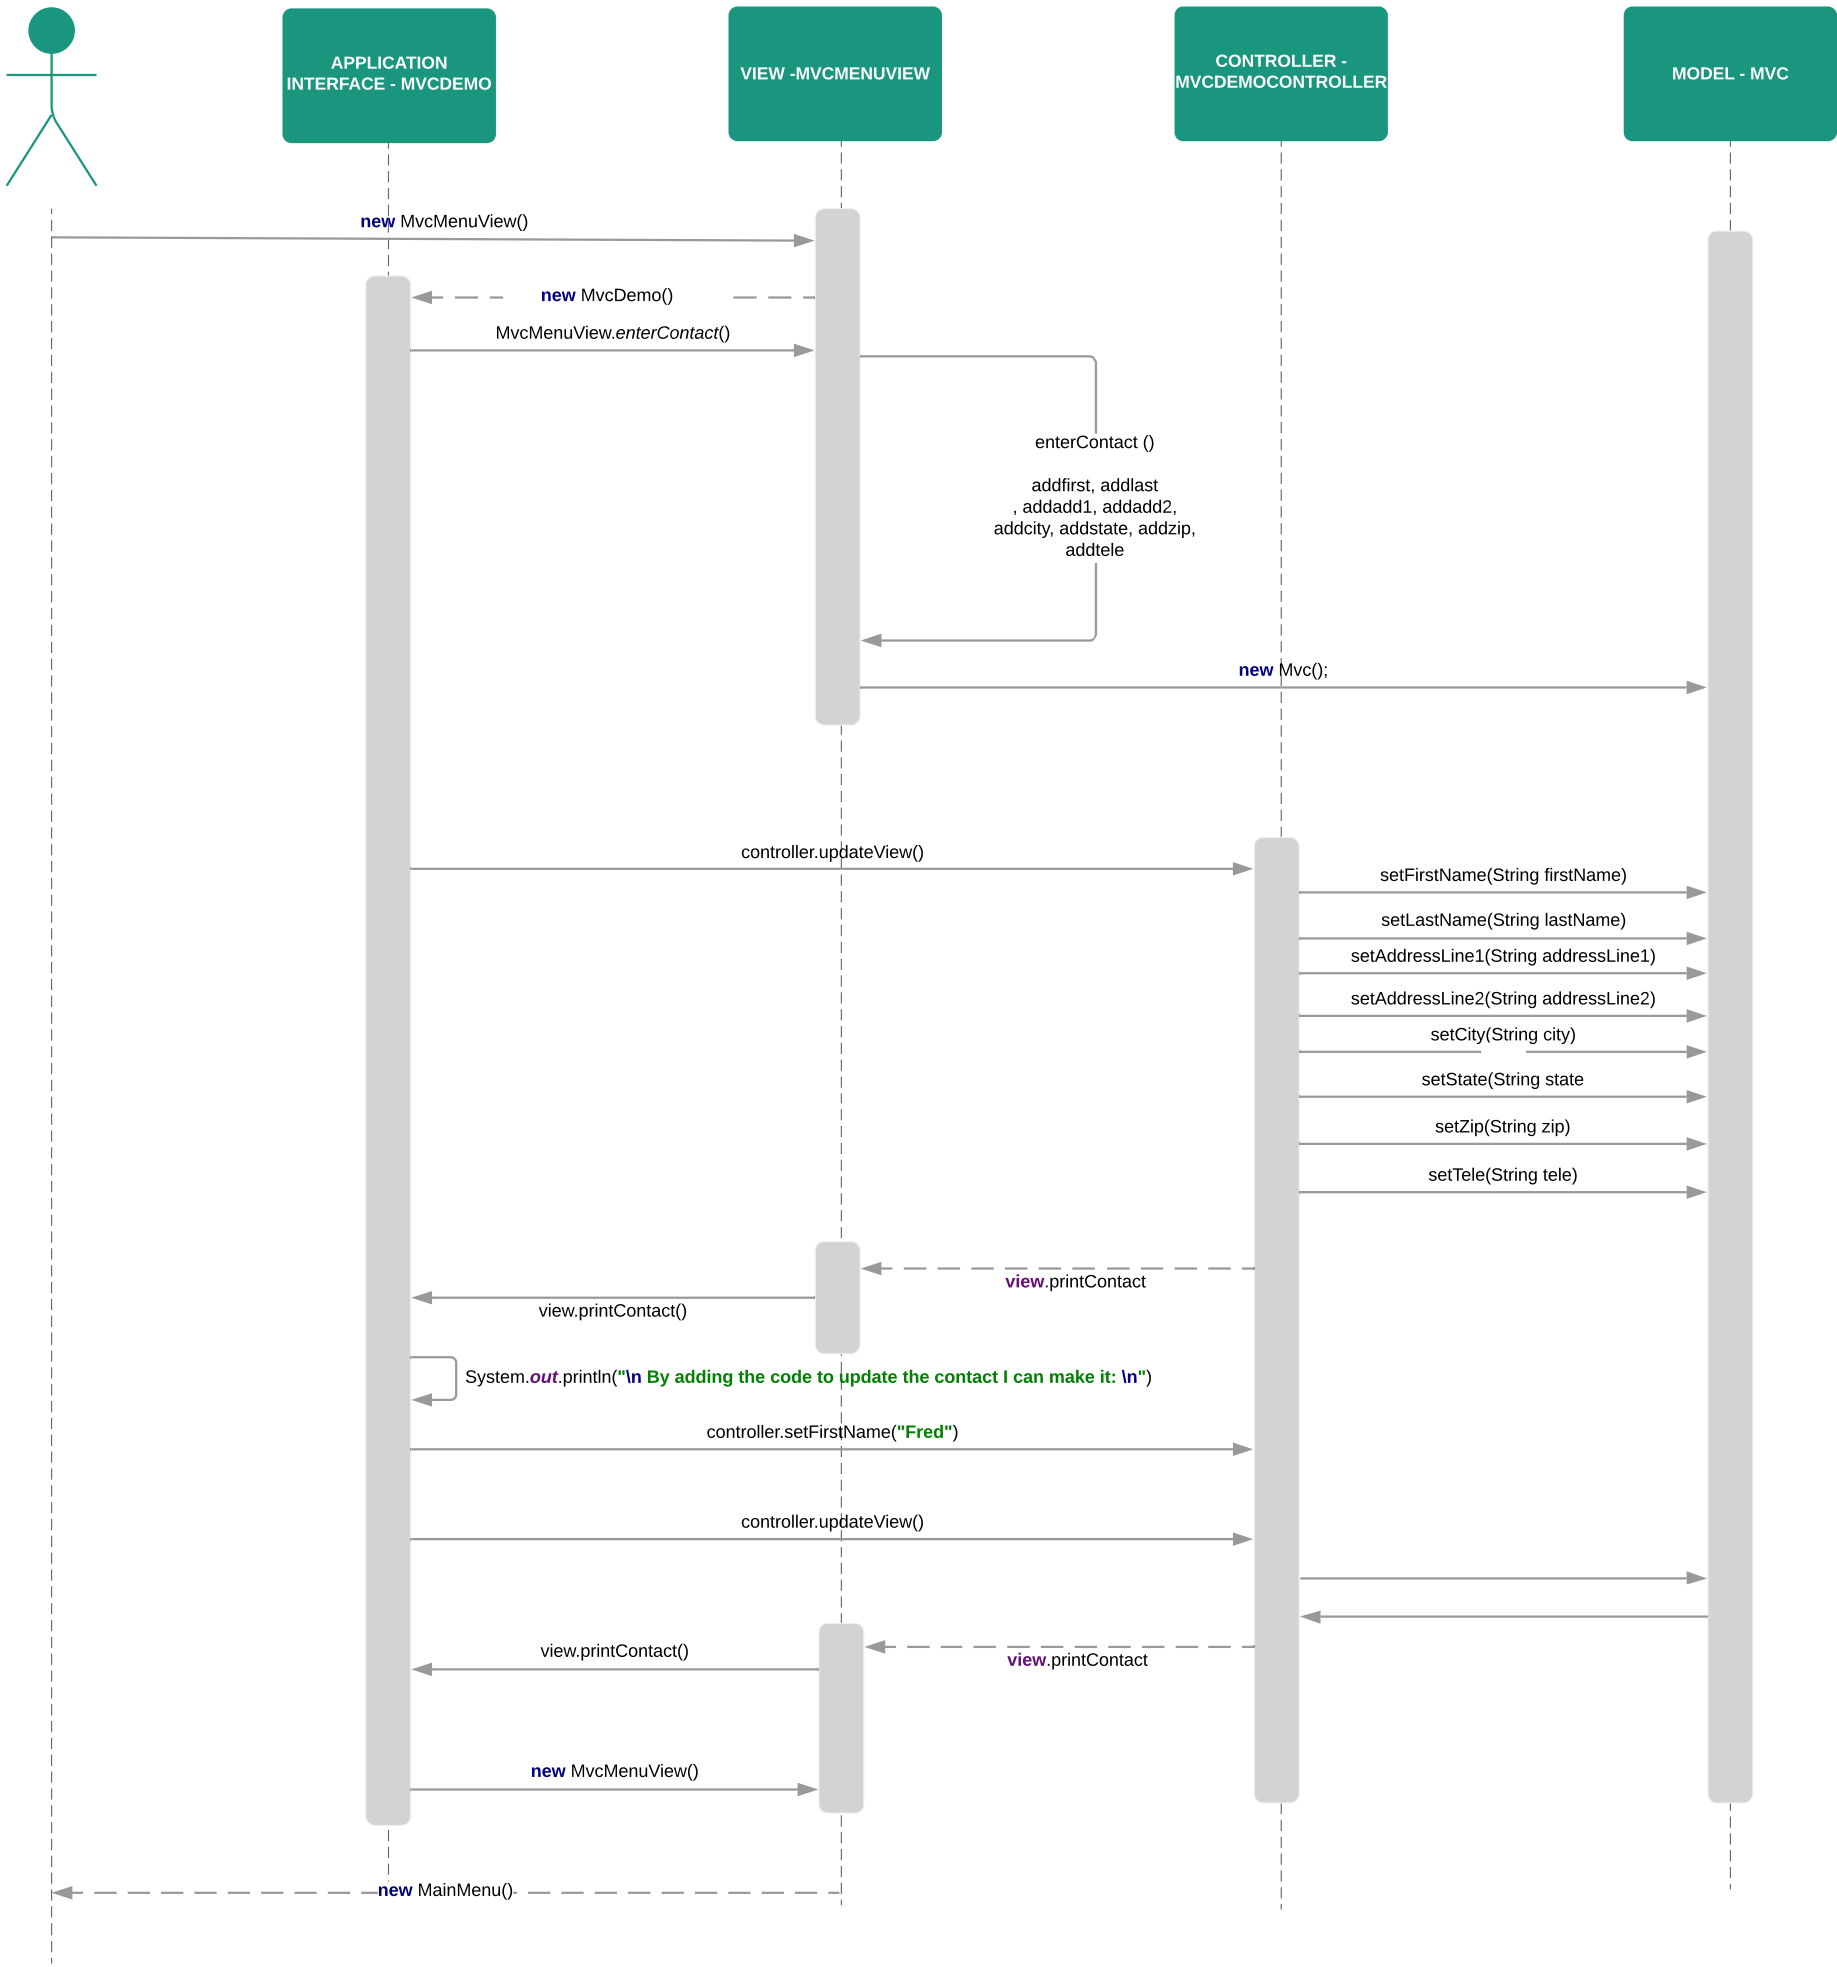 APPLICATION
INTERFACE - MVCDEMO
VIEW -MVCMENUVIEW
CONTROLLER -
MVCDEMOCONTROLLER
MODEL - MVC
new MvcMenuView()
new MvcDemo()
MvcMenuView.enterContact()
enterContact ()
addfirst, addlast
, addadd1, addadd2,
addcity, addstate, addzip,
addtele
new Mvc();
controller.updateView()
setFirstName(String firstName)
setLastName(String lastName)
setAddressLine1(String addressLine1)
setAddressLine2(String addressLine2)
setCity(String city)
setState(String state
setZip(String zip)
setTele(String tele)
view.printContact
view.printContact()
System.out.println("\n By adding the code to update the contact I can make it: \n")
controller.setFirstName("Fred")
controller.updateView()
view.printContact()
view.printContact
new MvcMenuView()
new MainMenu()